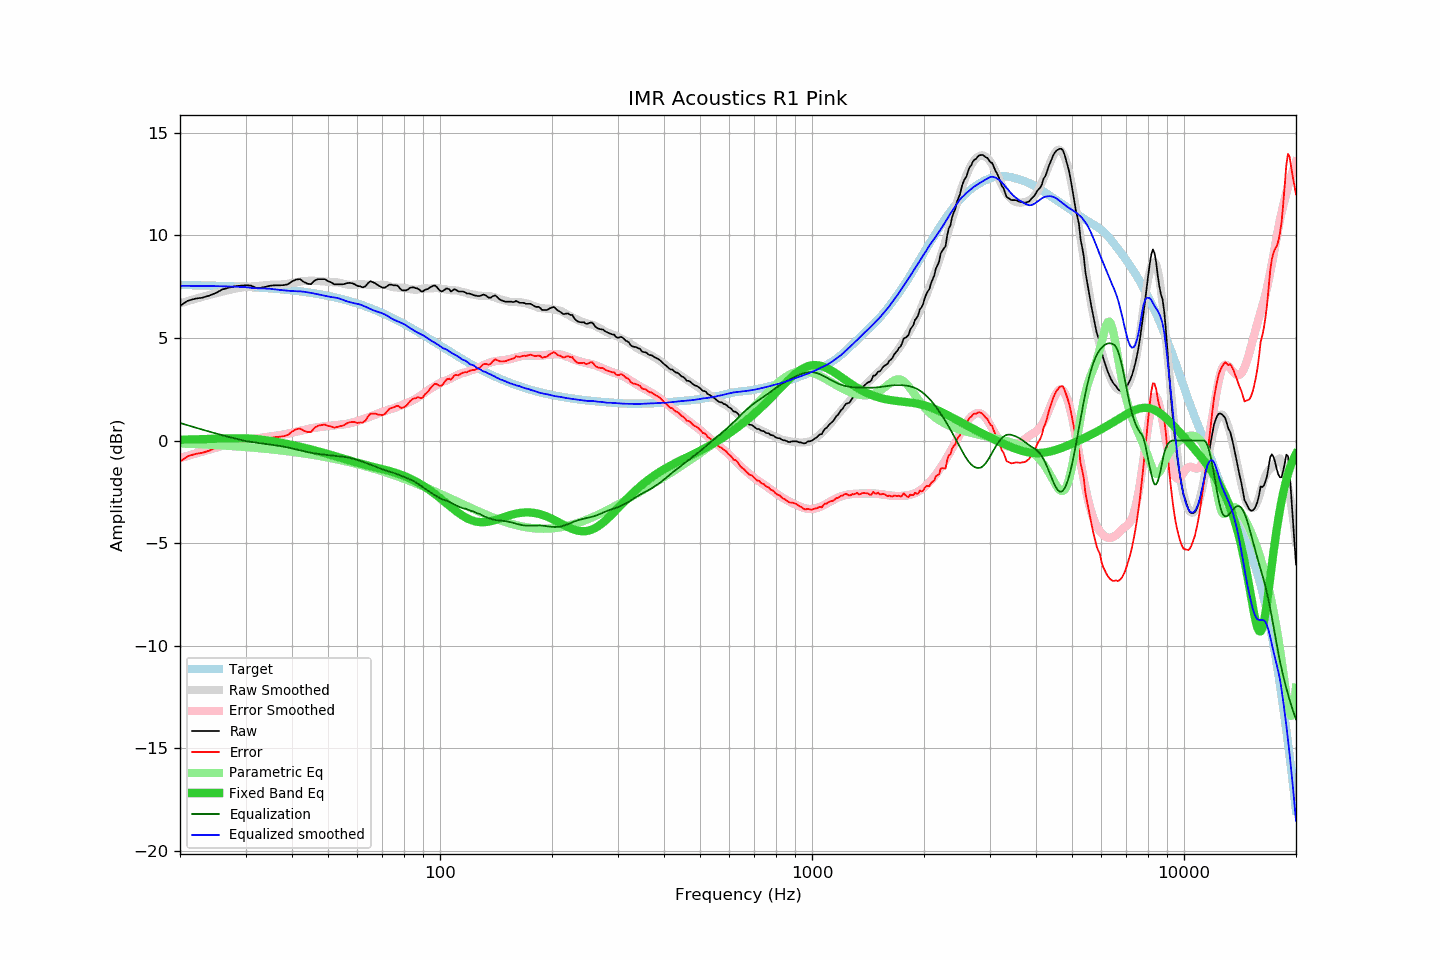 IMR Acoustics R1 Pink
15
10
5
0
−5
−10
−15
−20
Amplitude (dBr)
Target
Raw Smoothed
Error Smoothed
Raw
Error
Parametric Eq
Fixed Band Eq
Equalization
Equalized smoothed
100
1000
10000
Frequency (Hz)